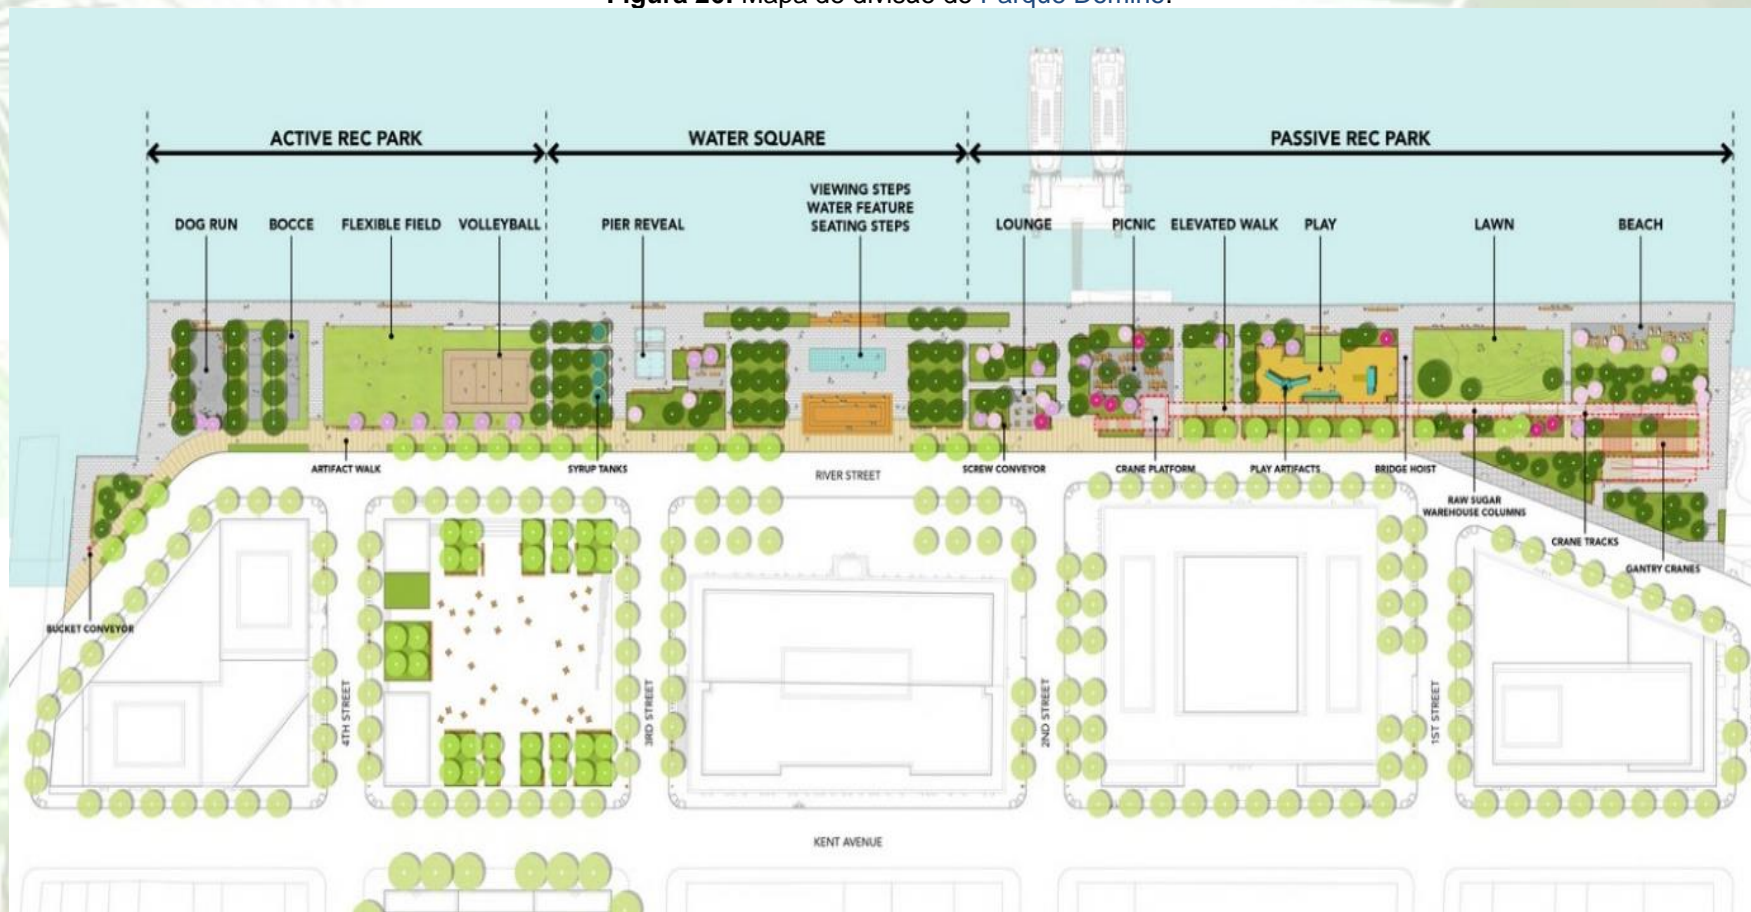 Figura 26. Mapa de divisão do Parque Domino.
ACTIVE REC PARK
WATER SQUARE
PASSIVE REC PARK
DOG RUN
BOCCE
FLEXIBLE FIELD
VOLLEYBALL
PIER REVEAL
VIEWING STEPS
WATER FEATURE
SEATING STEPS
LOUNGE
PICNIC
ELEVATED WALK
PLAY
LAWN
BEACH
ARTIFACT WALK
SYRUP TANKS
RIVER STREET
SCREW CONVEYOR
CRANE PLATFORM
PLAY ARTIFACTS
BRIDGE HOIST
RAW SUGAR
WAREHOUSE COLUMNS
CRANE TRACKS
GANTRY CRANES
BUCKET CONVEYOR
4TH STREET
3RD STREET
2ND STREET
1ST STREET
KENT AVENUE